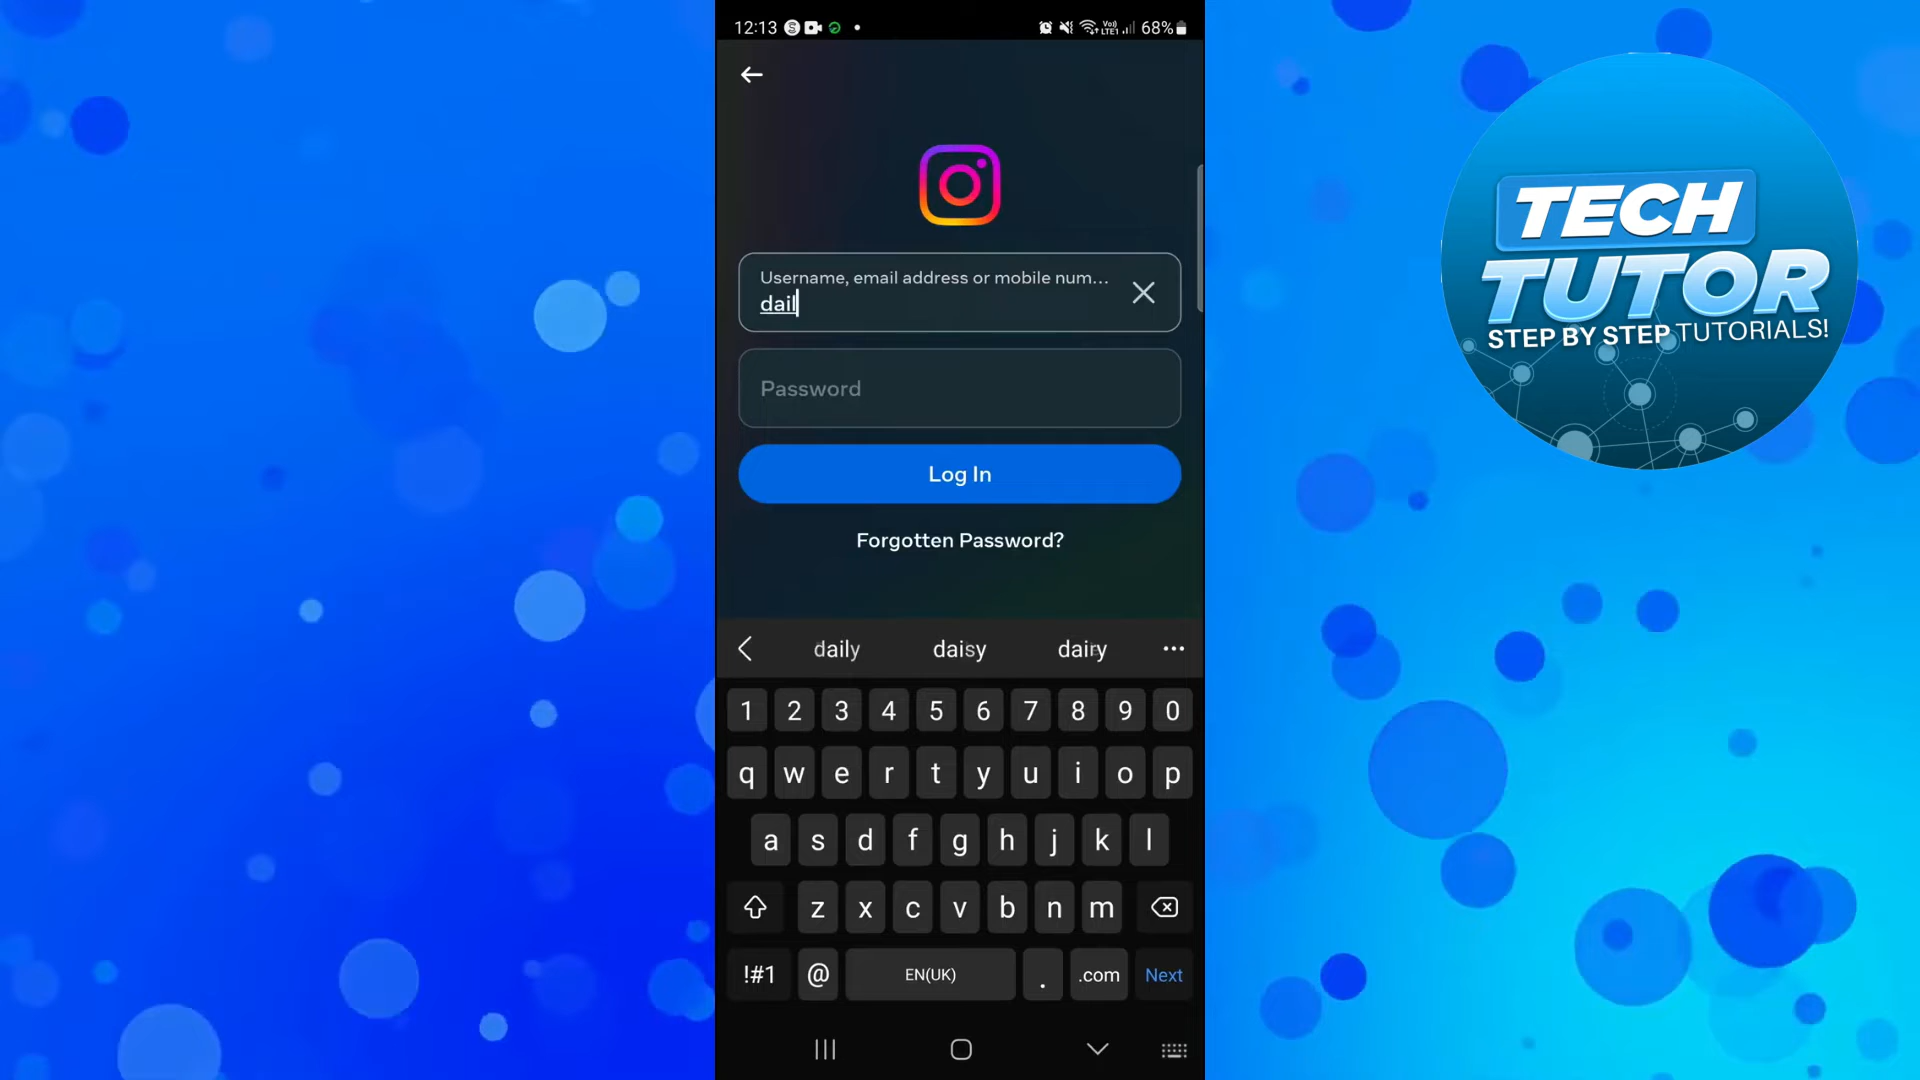 12:13
Vo))
LTE1
68%
TECH
TUTOR
STEP BY STEP TUTORIALS!
Username, email address or mobile num...
dail
Password
Log In
Forgotten Password?
daily daisy dairy
1 2 3 4 5 6 7 8 9 0
q w e r t y u i o p
a s d f g h j k l
z x c v b n m
!#1 @ EN(UK) . .com Next